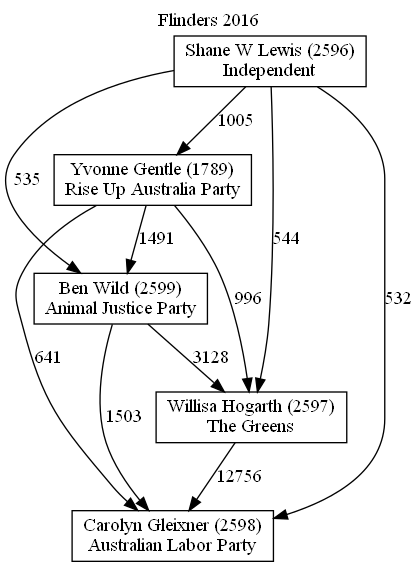 Flinders 2016
Shane W Lewis (2596)
Independent
1005
Yvonne Gentle (1789)
Rise Up Australia Party
535
1491
544
Ben Wild (2599)
Animal Justice Party
996
532
641
3128
1503
Willisa Hogarth (2597)
The Greens
12756
Carolyn Gleixner (2598)
Australian Labor Party